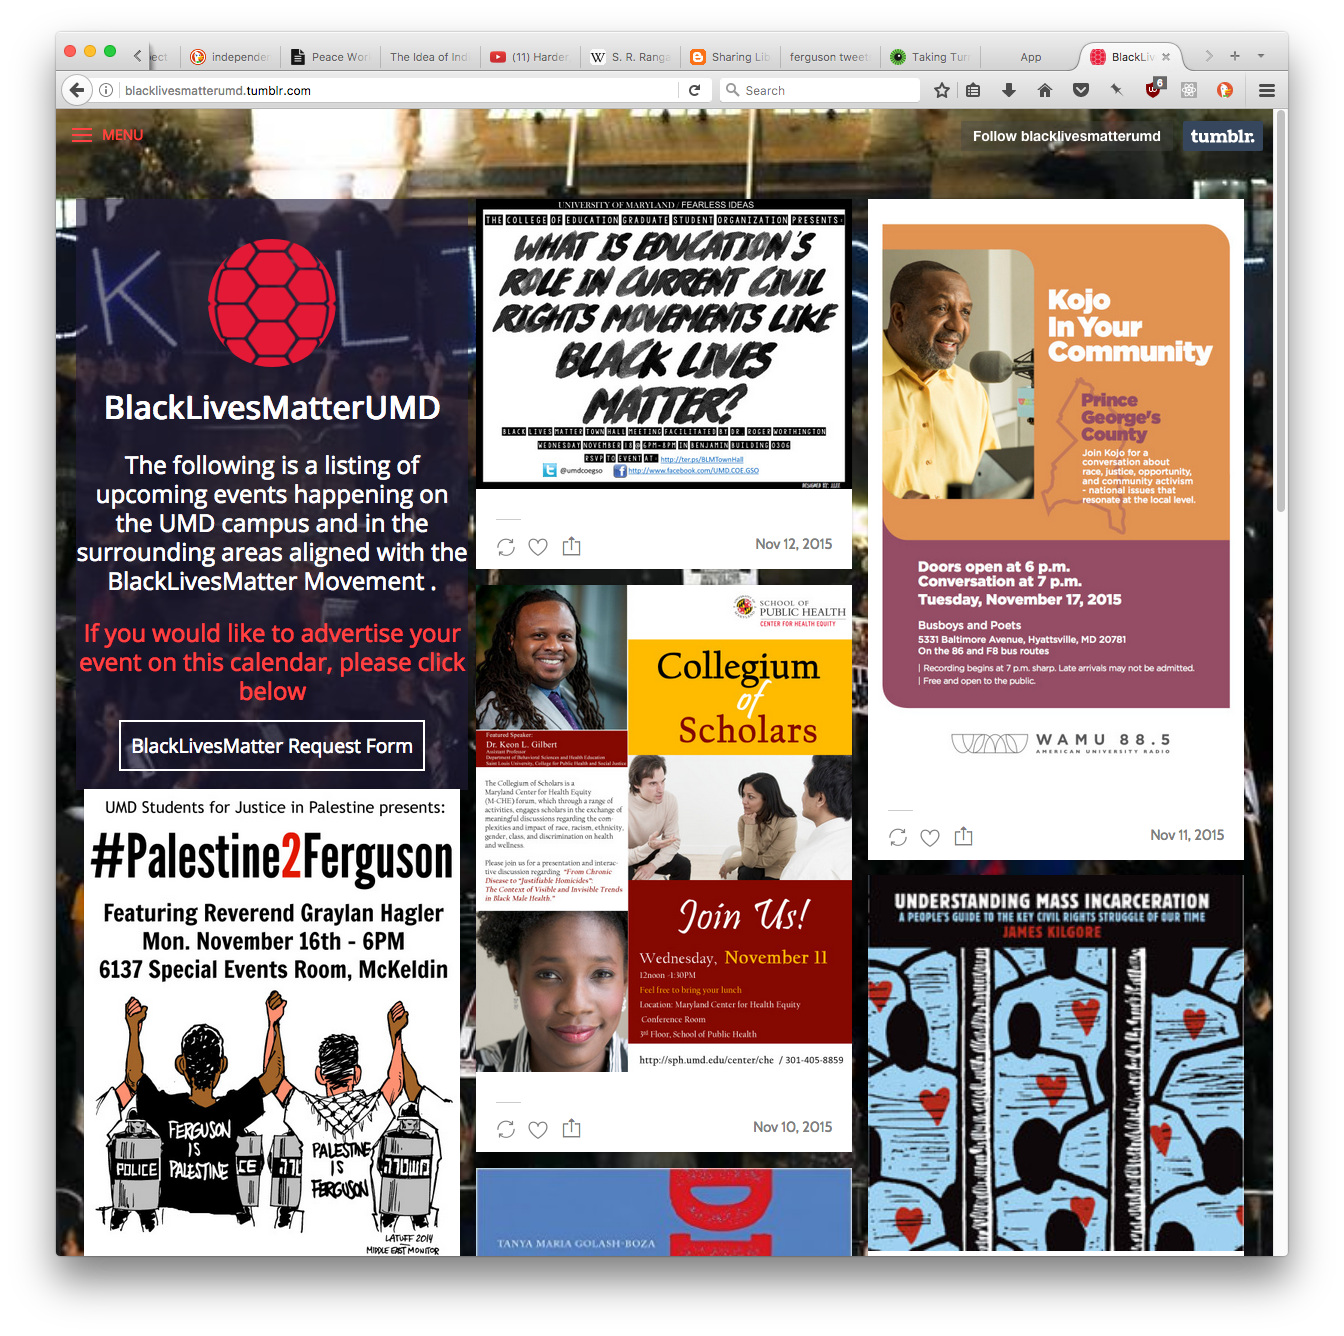 ect
independen
Peace Wor
The Idea of Ind
(11) Harder
W S. R. Ranga
Sharing Lib
ferguson tweet
Taking Turn
App
BlackLiv
blacklivesmatterumd.tumblr.com
Search
6
MENU
Follow blacklivesmatterumd
tumblr.
K L I
BlackLivesMatterUMD
The following is a listing of
upcoming events happening on
the UMD campus and in the
surrounding areas aligned with the
BlackLivesMatter Movement .
If you would like to advertise your
event on this calendar, please click
below
BlackLivesMatter Request Form
UMD Students for Justice in Palestine presents:
#Palestine2Ferguson
Featuring Reverend Graylan Hagler
Mon. November 16th - 6PM
6137 Special Events Room, McKeldin
POLICE
FERGUSON
IS
PALESTINE
CE
טרה
PALESTINE
IS
FERGUSON
משטרה
LATUFF 2014
MIDDLE EAST MONITOR
UNIVERSITY OF MARYLAND / FEARLESS IDEAS
THE COLLEGE OF EDUCATION GRADUATE STUDENT ORGANIZATION PRESENTS:
WHAT IS EDUCATION'S
ROLE IN CURRENT CIVIL
RIGHTS MOVEMENTS LIKE
BLACK LIVES
MATTER?
BLACK LIVES MATTER TOWN HALL MEETING FACILITATED BY DR. ROGER WORTHINGTON
WEDNESDAY NOVEMBER 18 @ 6PM-8PM IN BENJAMIN BUILDING 0306
RSVP TO EVENT AT: http://ter.ps/BLMTownHall
@umdcoegso http://www.facebook.com/UMD.COE.GSO
DESIGNED BY:
Nov 12, 2015
SCHOOL OF
PUBLIC HEALTH
CENTER FOR HEALTH EQUITY
Collegium
of
Scholars
Featured Speaker:
Dr. Keon L. Gilbert
Assistant Professor
Department of Behavioral Sciences and Health Education
Saint Louis University, College for Public Health and Social Justice
The Collegium of Scholars is a
Maryland Center for Health Equity
(M-CHE) forum, which through a range of
activities, engages scholars in the exchange of
meaningful discussions regarding the com-
plexities and impact of race, racism, ethnicity,
gender, class, and discrimination on health
and wellness.
Please join us for a presentation and interac-
tive discussion regarding "From Chronic
Disease to "Justifiable Homicides":
The Context of Visible and Invisible Trends
in Black Male Health."
Join Us!
Wednesday, November 11
12noon -1:30PM
Feel free to bring your lunch
Location: Maryland Center for Health Equity
Conference Room
3rd Floor, School of Public Health
http://sph.umd.edu/center/che / 301-405-8859
Nov 10, 2015
DI
TANYA MARIA GOLASH-BOZA
Kojo
In Your
Community
Prince
George's
County
Join Kojo for a
conversation about
race, justice, opportunity,
and community activism
- national issues that
resonate at the local level.
Doors open at 6 p.m.
Conversation at 7 p.m.
Tuesday, November 17, 2015
Busboys and Poets
5331 Baltimore Avenue, Hyattsville, MD 20781
On the 86 and F8 bus routes
| Recording begins at 7 p.m. sharp. Late arrivals may not be admitted.
| Free and open to the public.
WAMU 88.5
AMERICAN UNIVERSITY RADIO
Nov 11, 2015
UNDERSTANDING MASS INCARCERATION
A PEOPLE'S GUIDE TO THE KEY CIVIL RIGHTS STRUGGLE OF OUR TIME
JAMES KILGORE